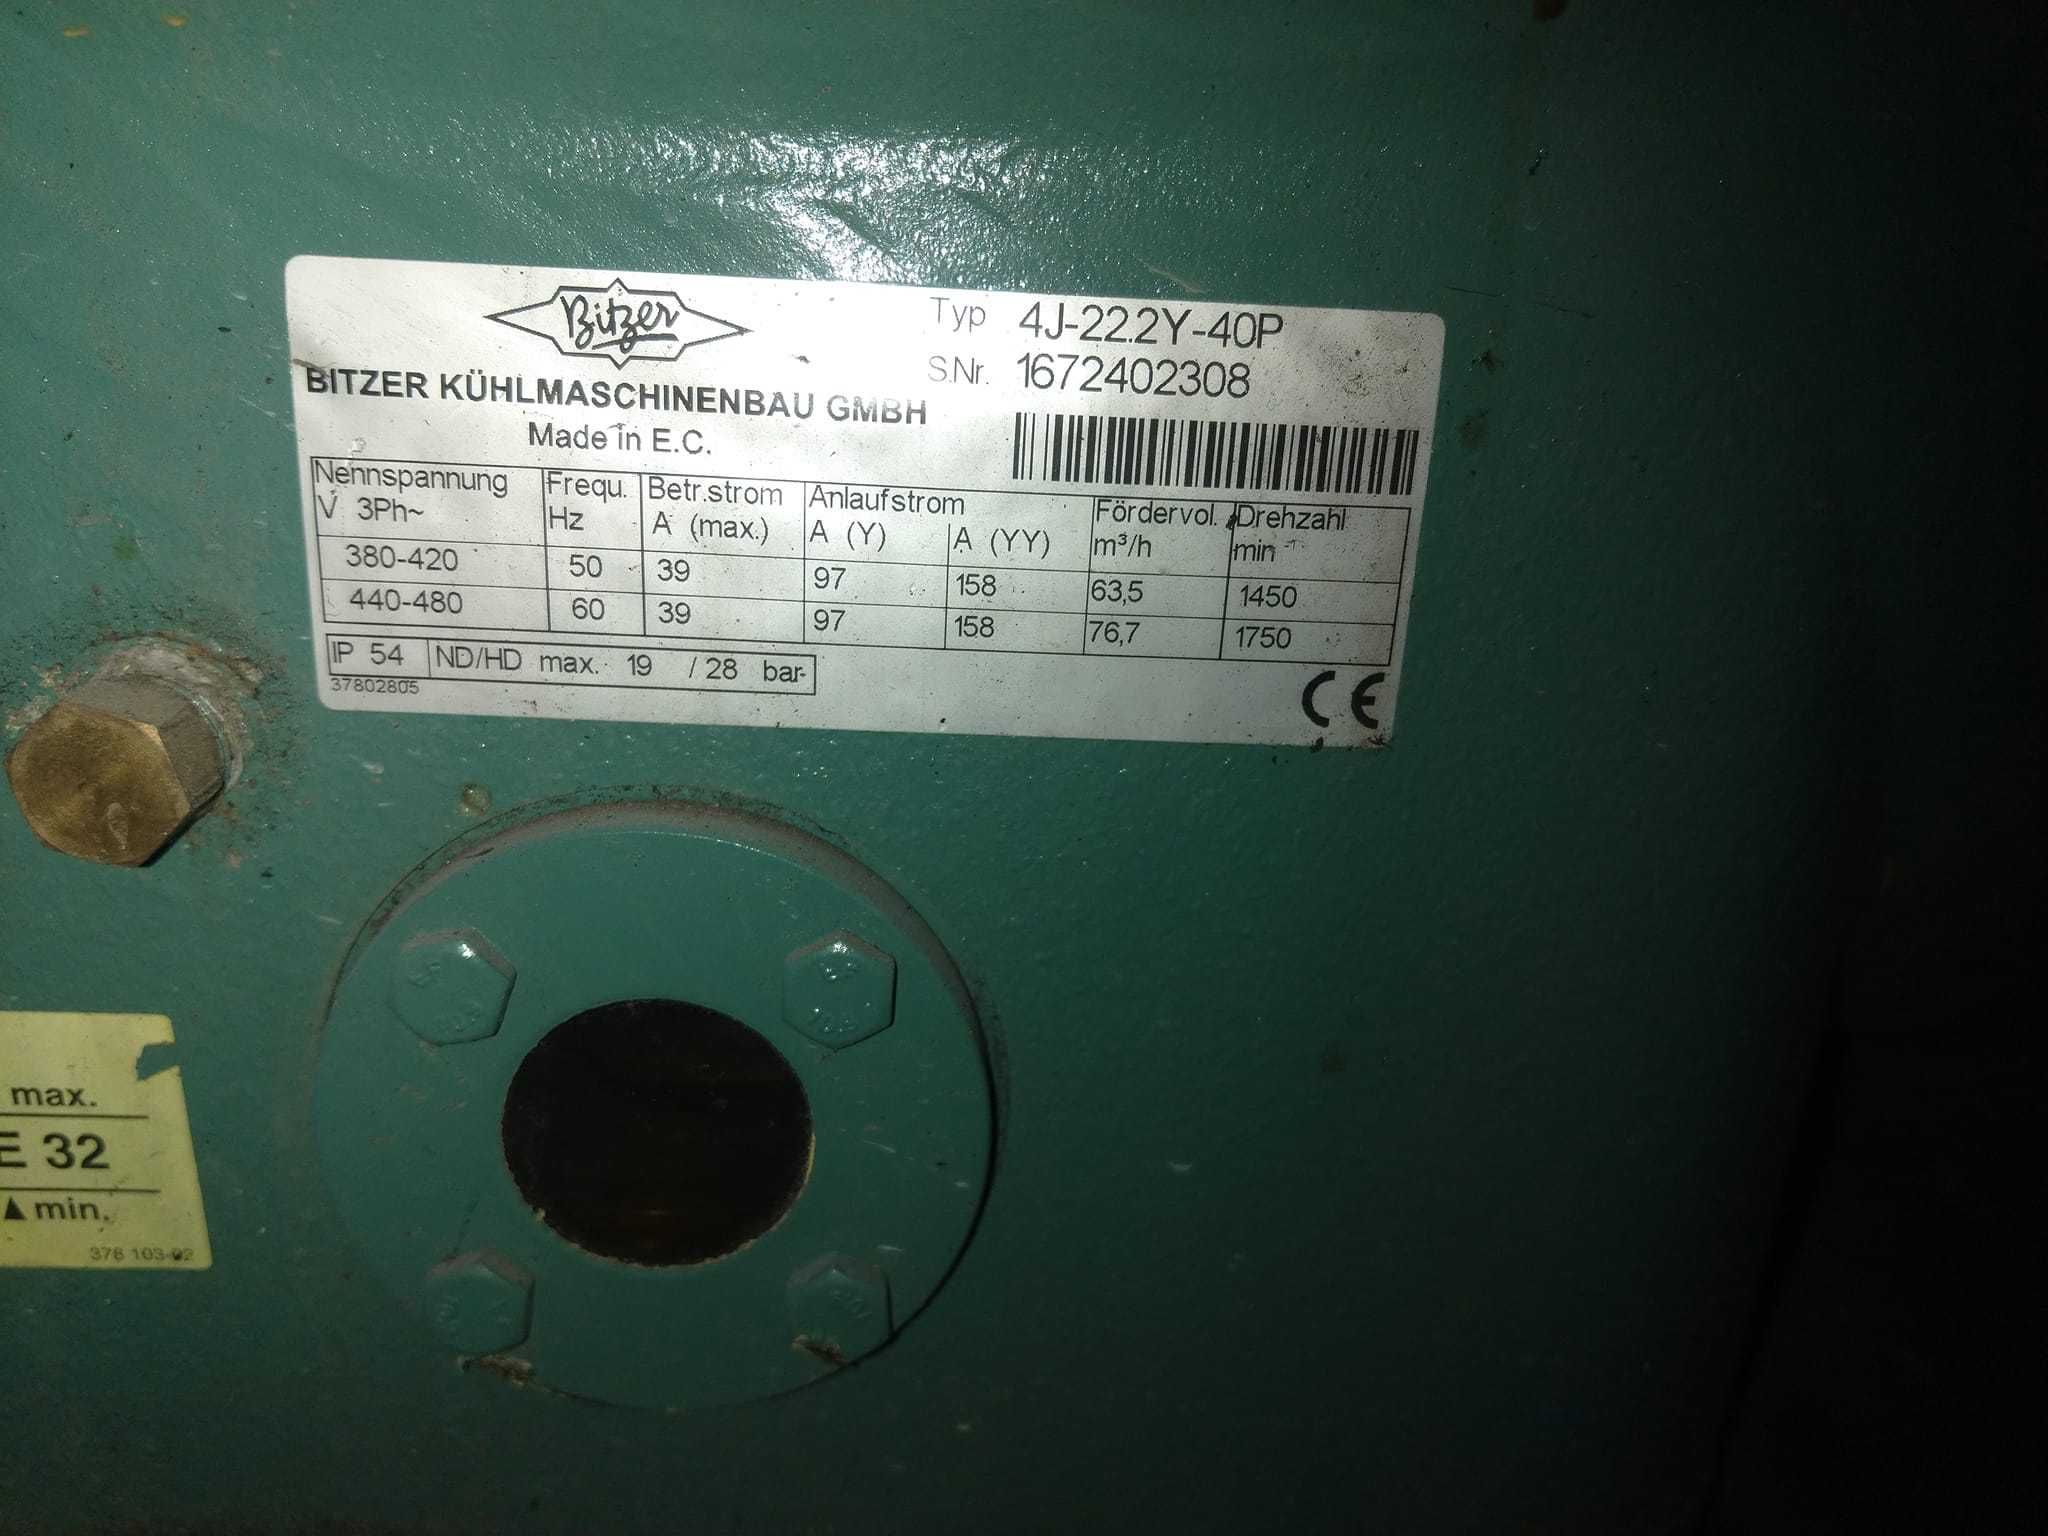 Bitzer
Typ 4J-22.2Y-40P
S.Nr. 1672402308
BITZER KÜHLMASCHINENBAU GMBH
Made in E.C.
Nennspannung Frequ. Betr.strom Anlaufstrom Fördervol. Drehzahl
V 3Ph~ Hz A (max.) A (Y) A (YY) m³/h min
380-420 50 39 97 158 63,5 1450
440-480 60 39 97 158 76,7 1750
IP 54 ND/HD max. 19 / 28 bar
37802805
CE
max.
E 32
▲ min.
378 103-02